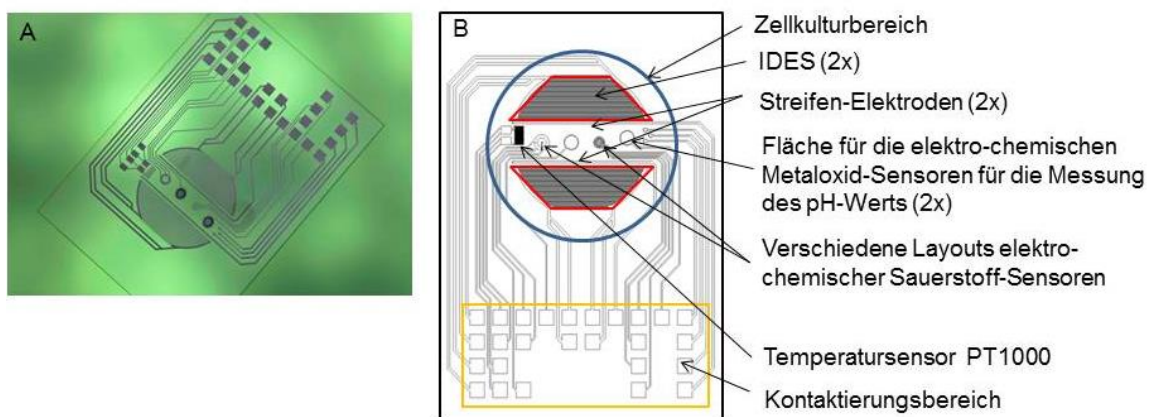 A
B
Zellkulturbereich
IDES (2x)
Streifen-Elektroden (2x)
Fläche für die elektro-chemischen
Metaloxid-Sensoren für die Messung
des pH-Werts (2x)
Verschiedene Layouts elektro-
chemischer Sauerstoff-Sensoren
Temperatursensor PT1000
Kontaktierungsbereich